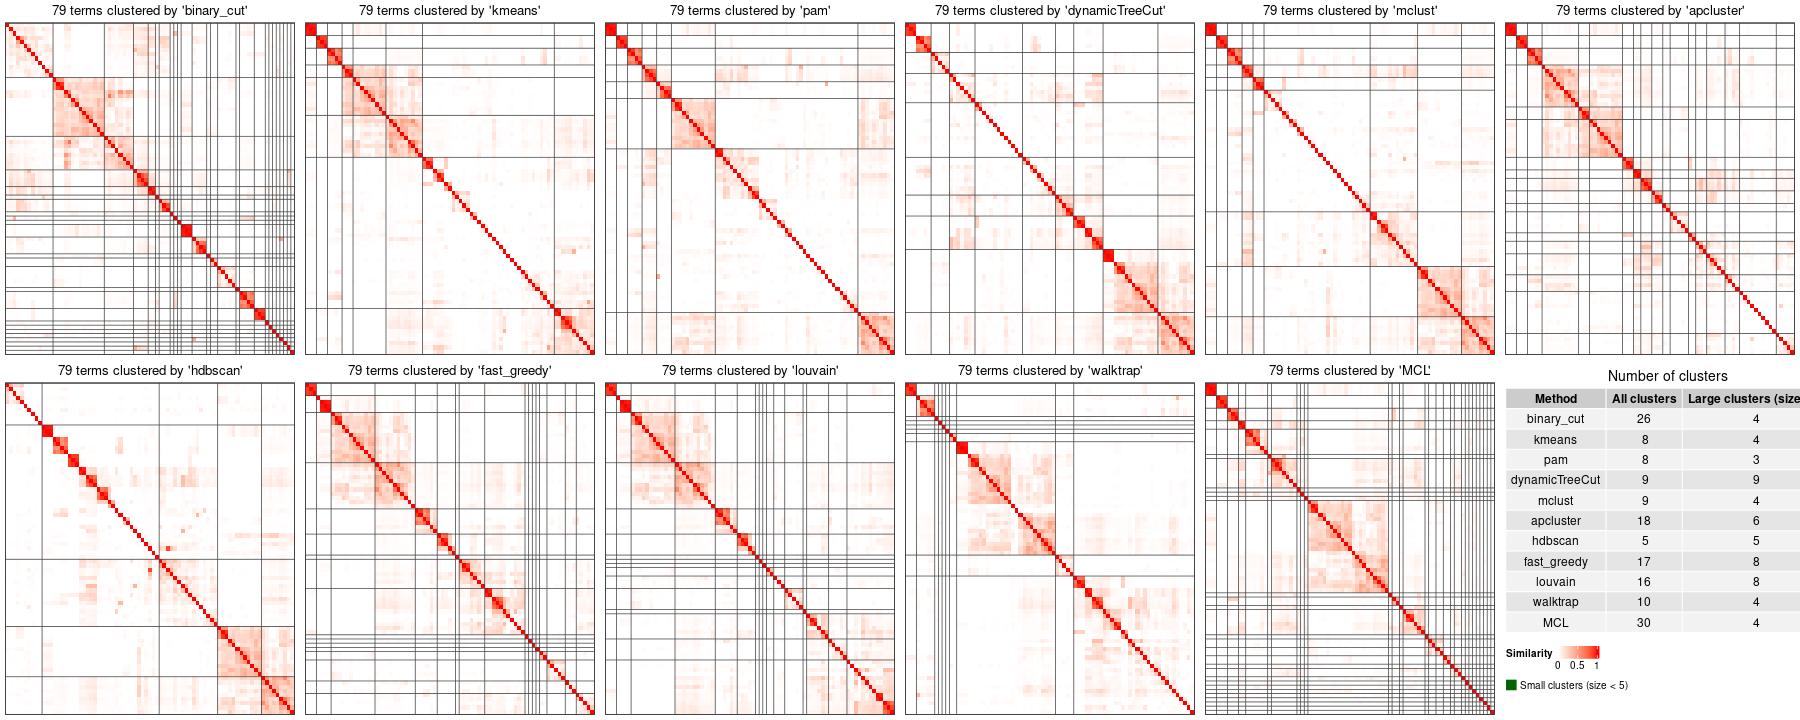 79 terms clustered by 'binary_cut'
79 terms clustered by 'kmeans'
79 terms clustered by 'pam'
79 terms clustered by 'dynamicTreeCut'
79 terms clustered by 'mclust'
79 terms clustered by 'apcluster'
79 terms clustered by 'hdbscan'
79 terms clustered by 'fast_greedy'
79 terms clustered by 'louvain'
79 terms clustered by 'walktrap'
79 terms clustered by 'MCL'
Number of clusters
Method All clusters Large clusters (size
binary_cut 26 4
kmeans 8 4
pam 8 3
dynamicTreeCut 9 9
mclust 9 4
apcluster 18 6
hdbscan 5 5
fast_greedy 17 8
louvain 16 8
walktrap 10 4
MCL 30 4
Similarity
0 0.5 1
Small clusters (size < 5)